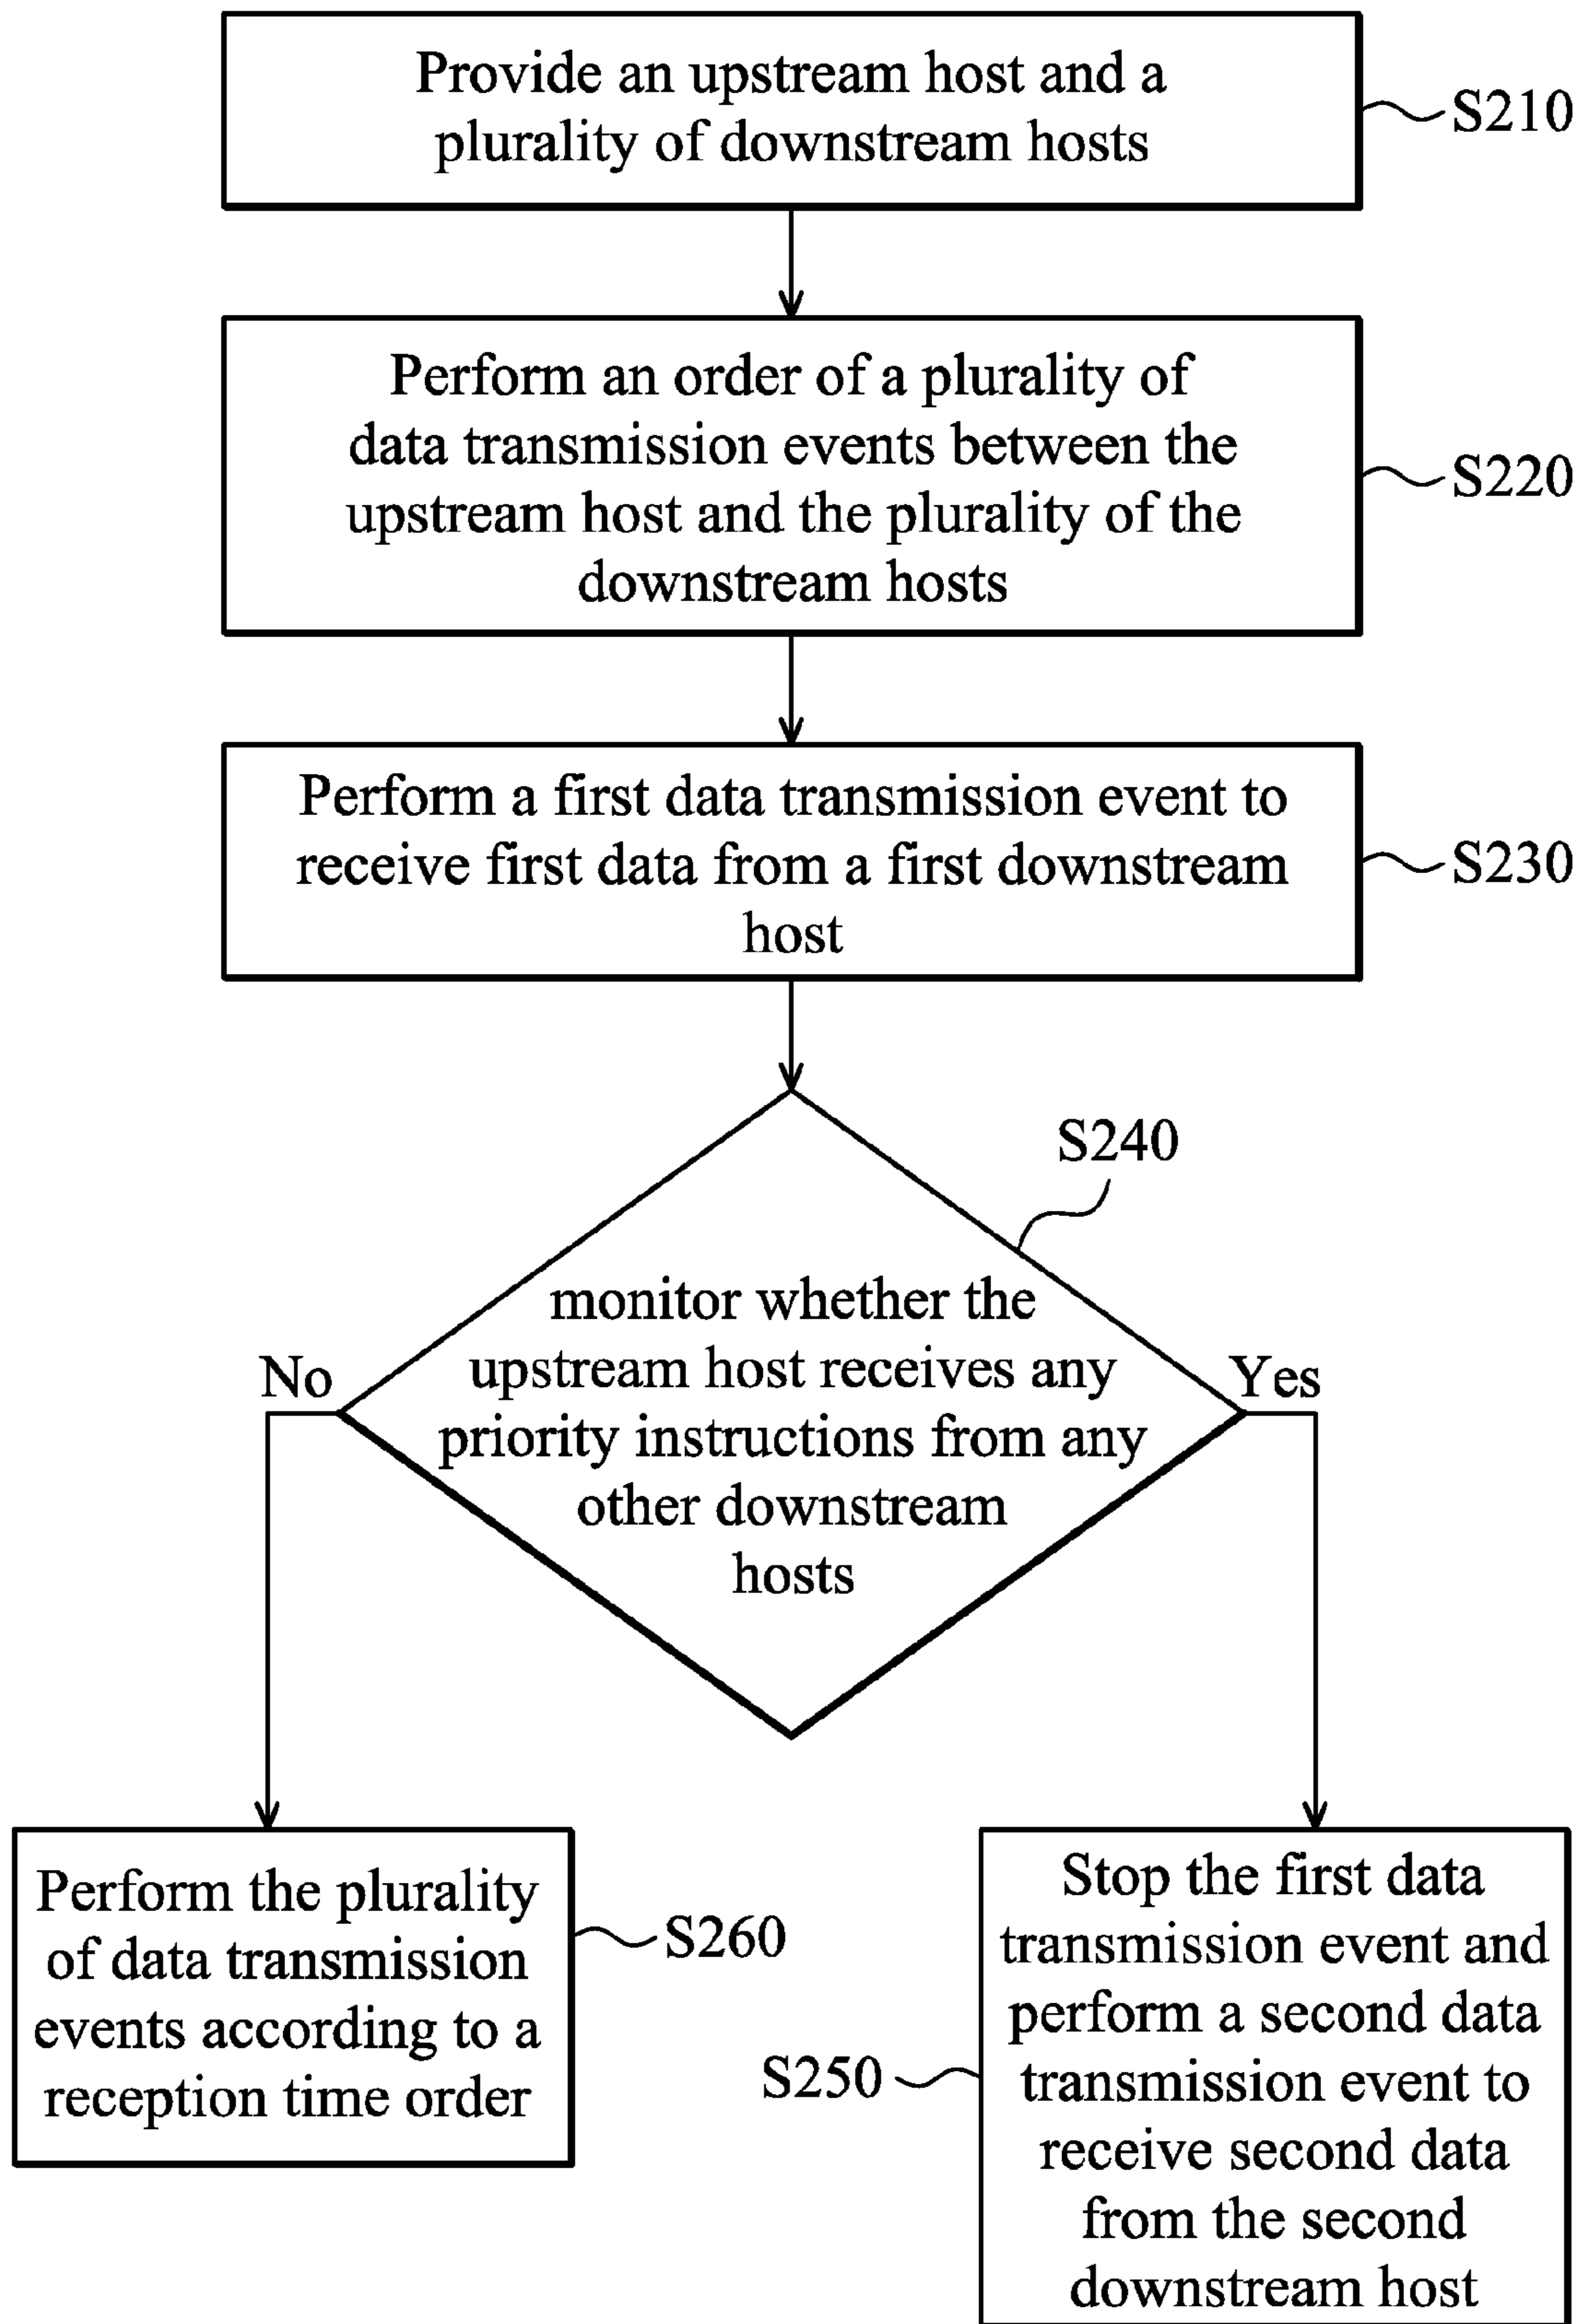 Provide an upstream host and a
plurality of downstream hosts
S210
Perform an order of a plurality of
data transmission events between the
upstream host and the plurality of the
downstream hosts
S220
Perform a first data transmission event to
receive first data from a first downstream
host
S230
S240
monitor whether the
upstream host receives any
priority instructions from any
other downstream
hosts
No
Yes
Perform the plurality
of data transmission
events according to a
reception time order
S260
Stop the first data
transmission event and
perform a second data
transmission event to
receive second data
from the second
downstream host
S250